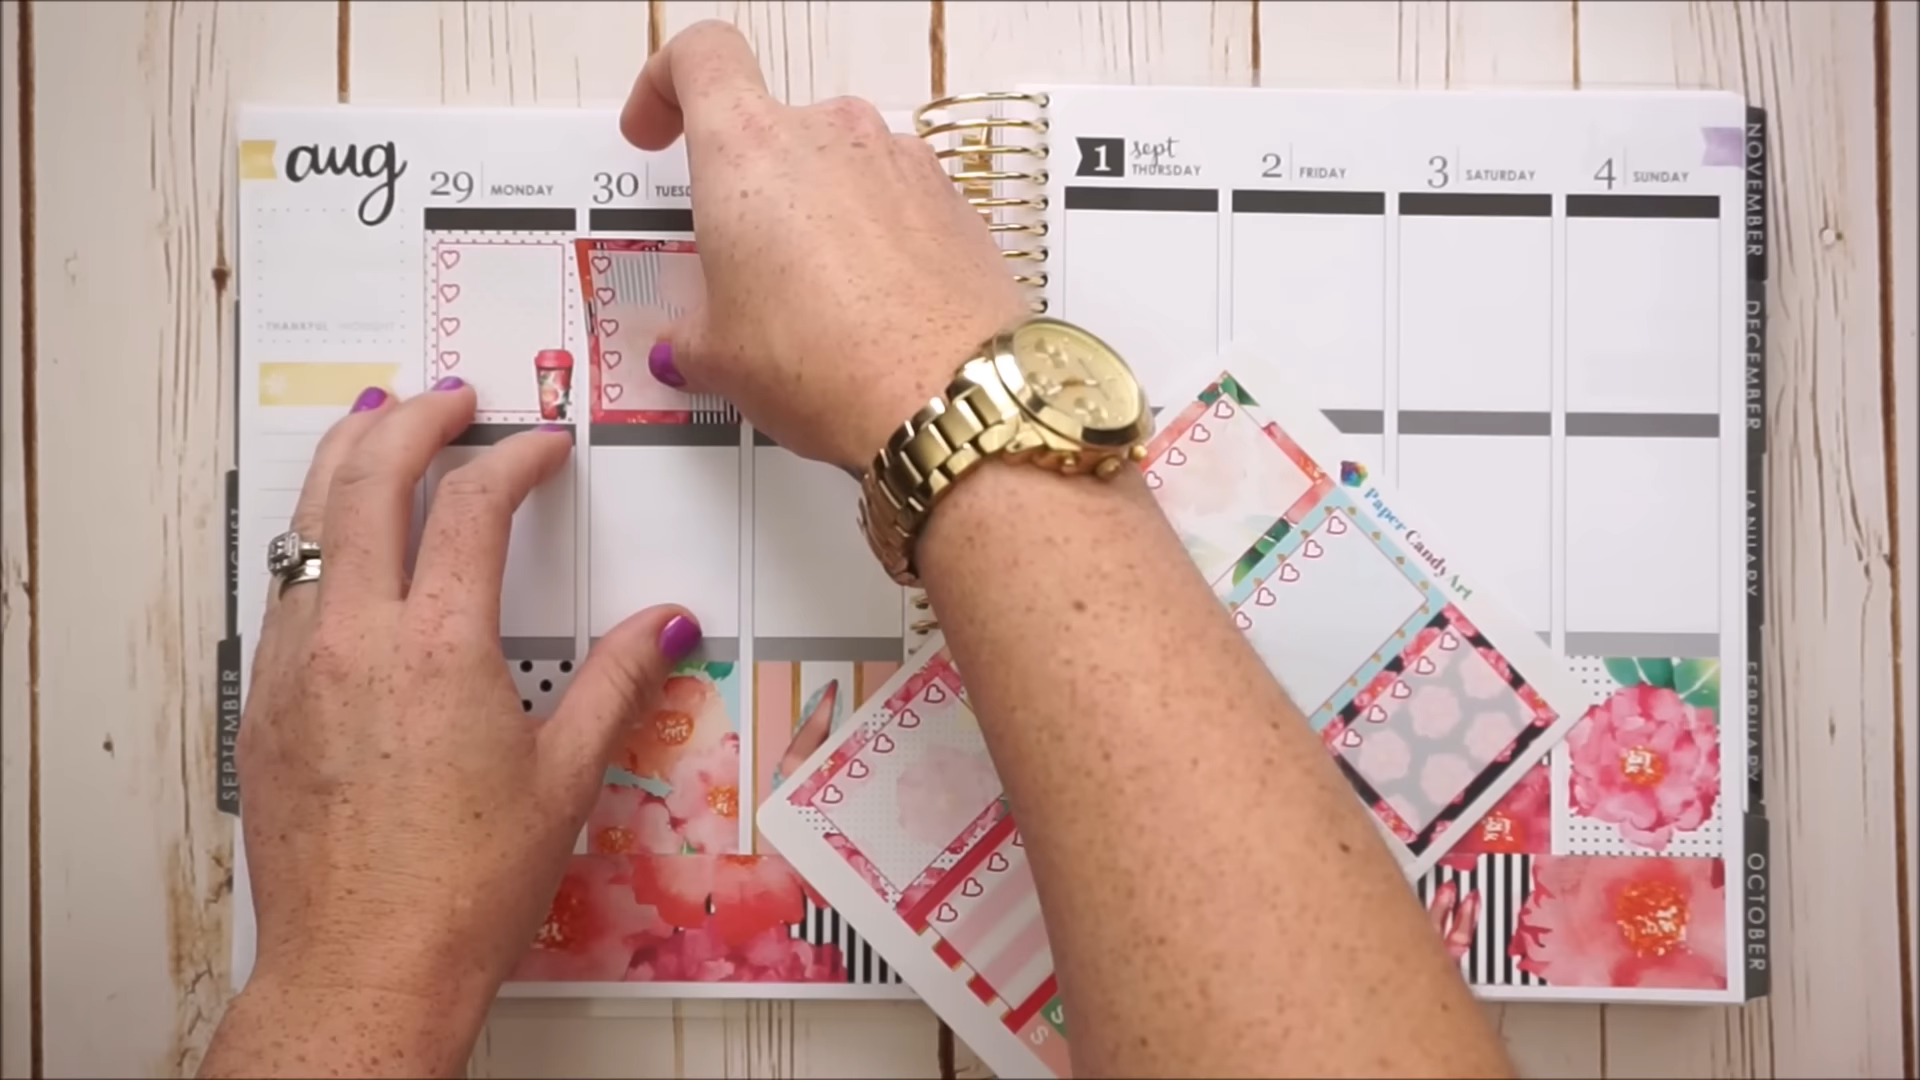 aug
29 MONDAY
30 TUESD
1 sept
THURSDAY
2 FRIDAY
3 SATURDAY
4 SUNDAY
THANKFUL THOUGHT
Paper Candy Art
AUGUST
SEPTEMBER
NOVEMBER
DECEMBER
JANUARY
FEBRUARY
OCTOBER
S
S